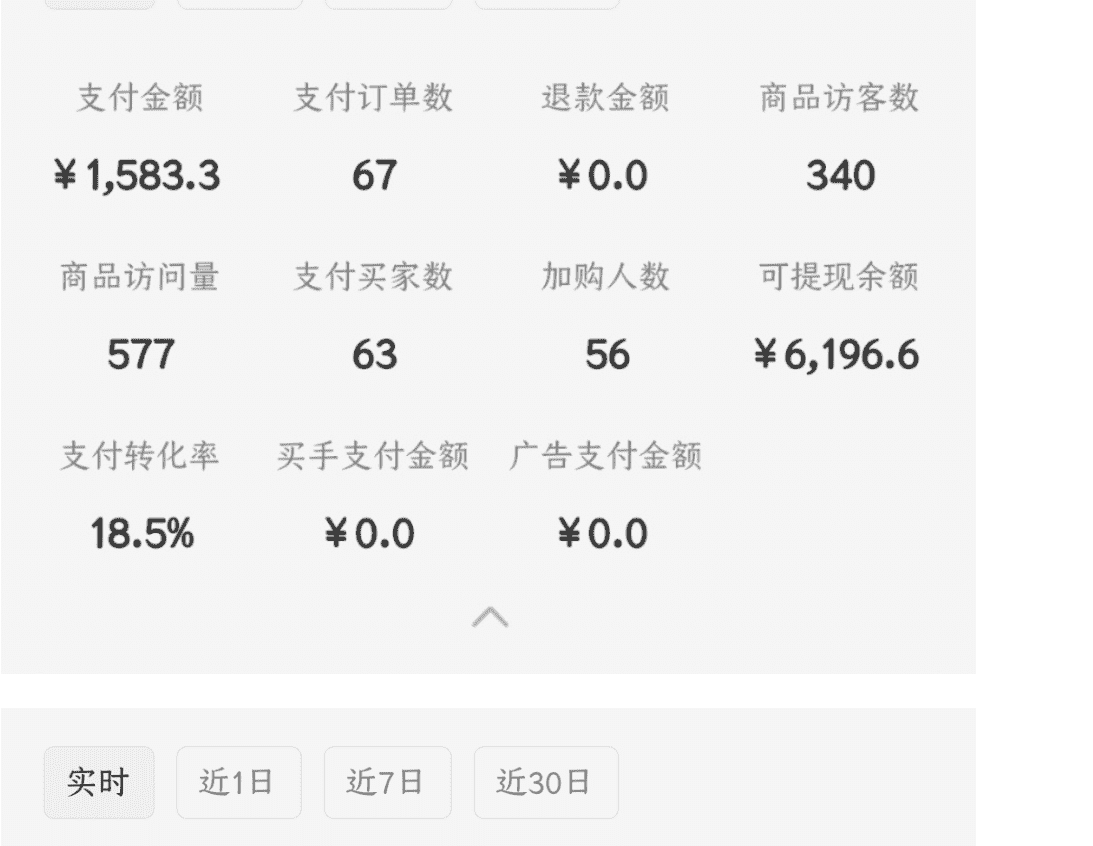 支付金额 支付订单数 退款金额 商品访客数
¥1,583.3 67 ¥0.0 340
商品访问量 支付买家数 加购人数 可提现余额
577 63 56 ¥6,196.6
支付转化率 买手支付金额 广告支付金额
18.5% ¥0.0 ¥0.0
实时 近1日 近7日 近30日